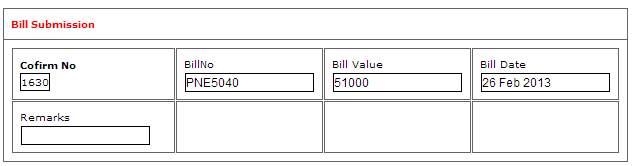 Bill Submission
Cofirm No
BillNo
Bill Value
Bill Date
1630
PNE5040
51000
26 Feb 2013
Remarks